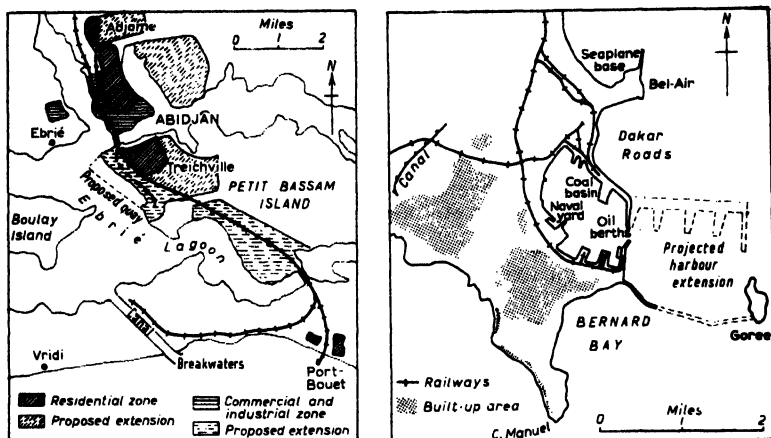 Adjame
Miles
0 1 2
N
ABIDJAN
Ebrié
Treichville
PETIT BASSAM
ISLAND
Proposed quay
Boulay
Island
Ebrié
Lagoon
Canal
Vridi
Breakwaters
Port-
Bouet
Residential zone
Proposed extension
Commercial and
industrial zone
Proposed extension
N
Seaplane
base
Bel-Air
Dakar
Roads
Canal
Coal
basin
Naval
yard
Oil
berths
Projected
harbour
extension
Goree
BERNARD
BAY
Railways
Built-up area
C. Manuel
Miles
0 1 2